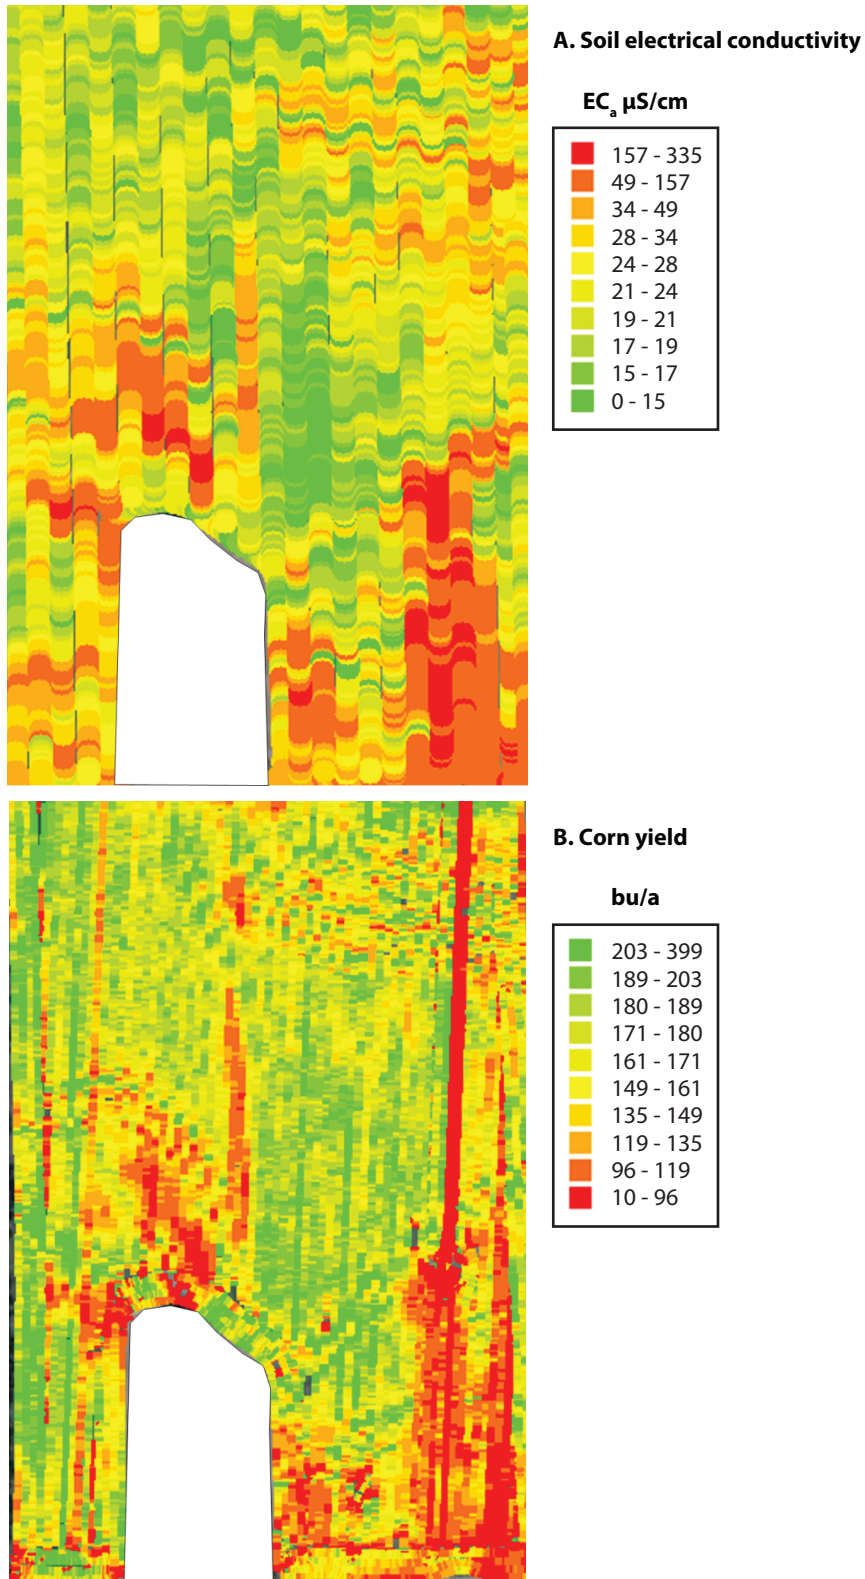 A. Soil electrical conductivity
ECa µS/cm
157 - 335
49 - 157
34 - 49
28 - 34
24 - 28
21 - 24
19 - 21
17 - 19
15 - 17
0 - 15
B. Corn yield
bu/a
203 - 399
189 - 203
180 - 189
171 - 180
161 - 171
149 - 161
135 - 149
119 - 135
96 - 119
10 - 96